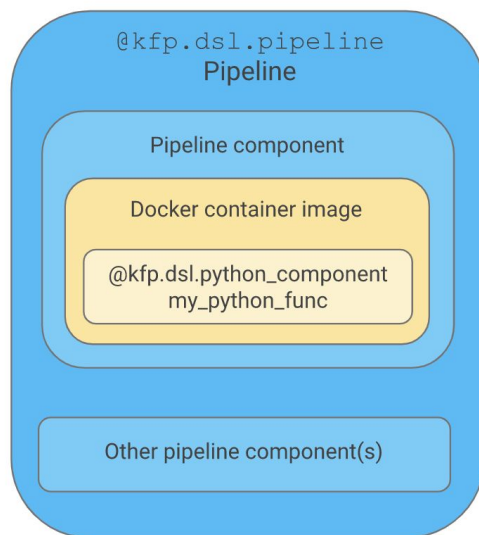 @kfp.dsl.pipeline
Pipeline
Pipeline component
Docker container image
@kfp.dsl.python_component
my_python_func
Other pipeline component(s)